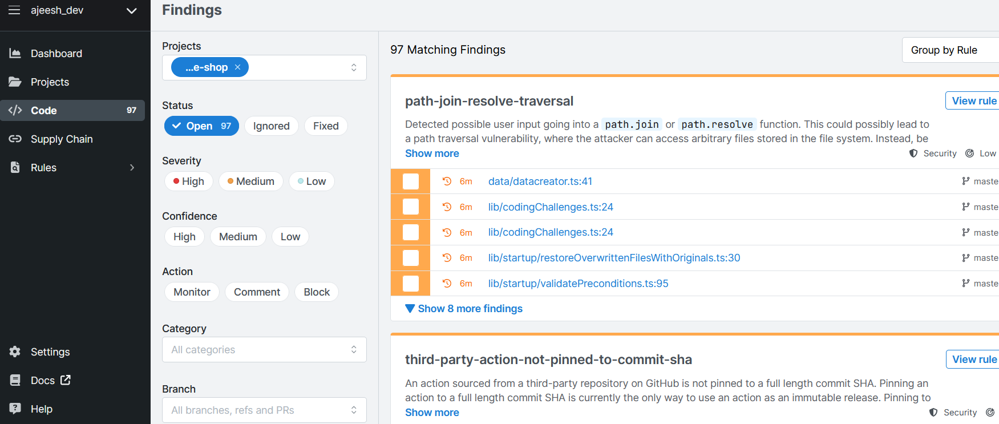 ajeesh_dev
Dashboard
Projects
Code 97
Supply Chain
Rules
Settings
Docs
Help
Findings
Projects
...e-shop ×
Status
Open 97 Ignored Fixed
Severity
High Medium Low
Confidence
High Medium Low
Action
Monitor Comment Block
Category
All categories
Branch
All branches, refs and PRs
97 Matching Findings
Group by Rule
path-join-resolve-traversal
View rule
Detected possible user input going into a path.join or path.resolve function. This could possibly lead to
a path traversal vulnerability, where the attacker can access arbitrary files stored in the file system. Instead, be
Show more
Security Low
6m data/datacreator.ts:41 maste
6m lib/codingChallenges.ts:24 maste
6m lib/codingChallenges.ts:24 maste
6m lib/startup/restoreOverwrittenFilesWithOriginals.ts:30 maste
6m lib/startup/validatePreconditions.ts:95 maste
Show 8 more findings
third-party-action-not-pinned-to-commit-sha
View rule
An action sourced from a third-party repository on GitHub is not pinned to a full length commit SHA. Pinning an
action to a full length commit SHA is currently the only way to use an action as an immutable release. Pinning to
Show more
Security